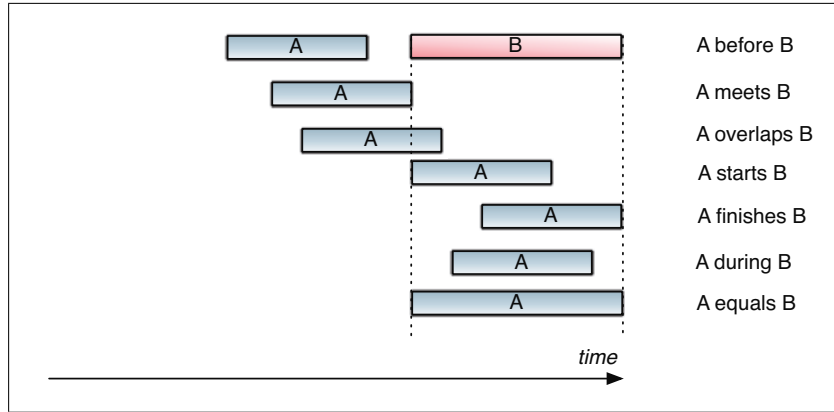 A B A before B
A A meets B
A A overlaps B
A A starts B
A A finishes B
A A during B
A A equals B
time